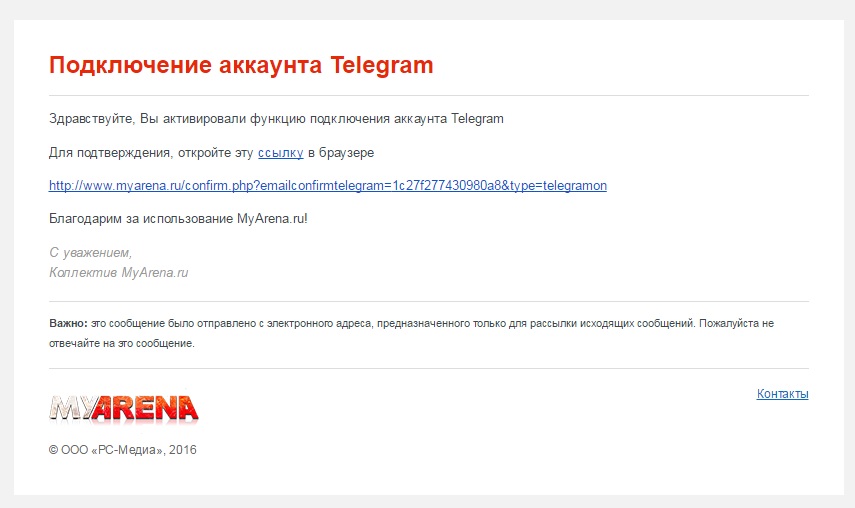 Подключение аккаунта Telegram
Здравствуйте, Вы активировали функцию подключения аккаунта Telegram
Для подтверждения, откройте эту ссылку в браузере
http://www.myarena.ru/confirm.php?emailconfirmtelegram=1c27f277430980a8&type=telegramon
Благодарим за использование MyArena.ru!
С уважением,
Коллектив MyArena.ru
Важно: это сообщение было отправлено с электронного адреса, предназначенного только для рассылки исходящих сообщений. Пожалуйста не
отвечайте на это сообщение.
MYARENA
Контакты
© ООО «РС-Медиа», 2016